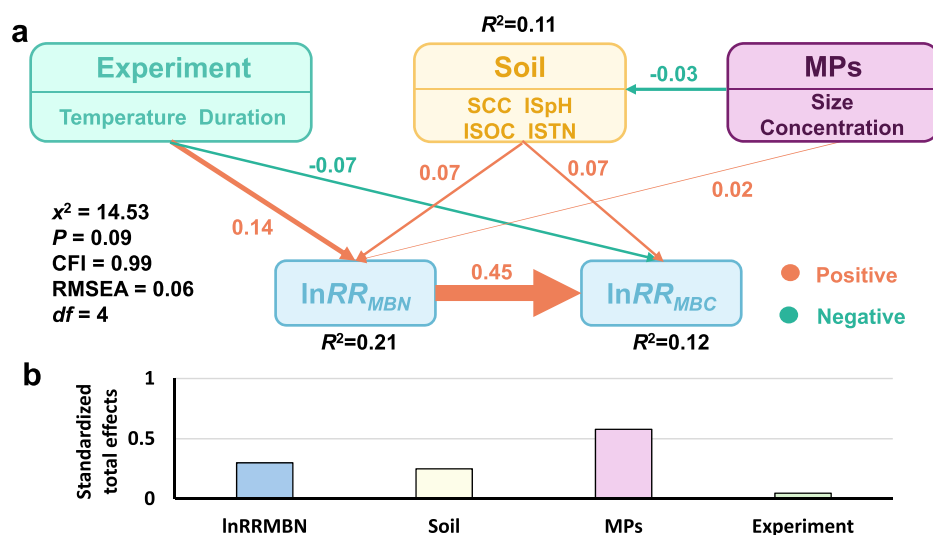 a
R²=0.11
Experiment
Temperature Duration
Soil
SCC ISpH
ISOC ISTN
MPs
Size
Concentration
-0.03
-0.07
0.07
0.07
0.02
0.14
x² = 14.53
P = 0.09
CFI = 0.99
RMSEA = 0.06
df = 4
lnRR_MBN
0.45
lnRR_MBC
R²=0.21
R²=0.12
Positive
Negative
b
Standardized
total effects
1
0.5
0
lnRRMBN
Soil
MPs
Experiment